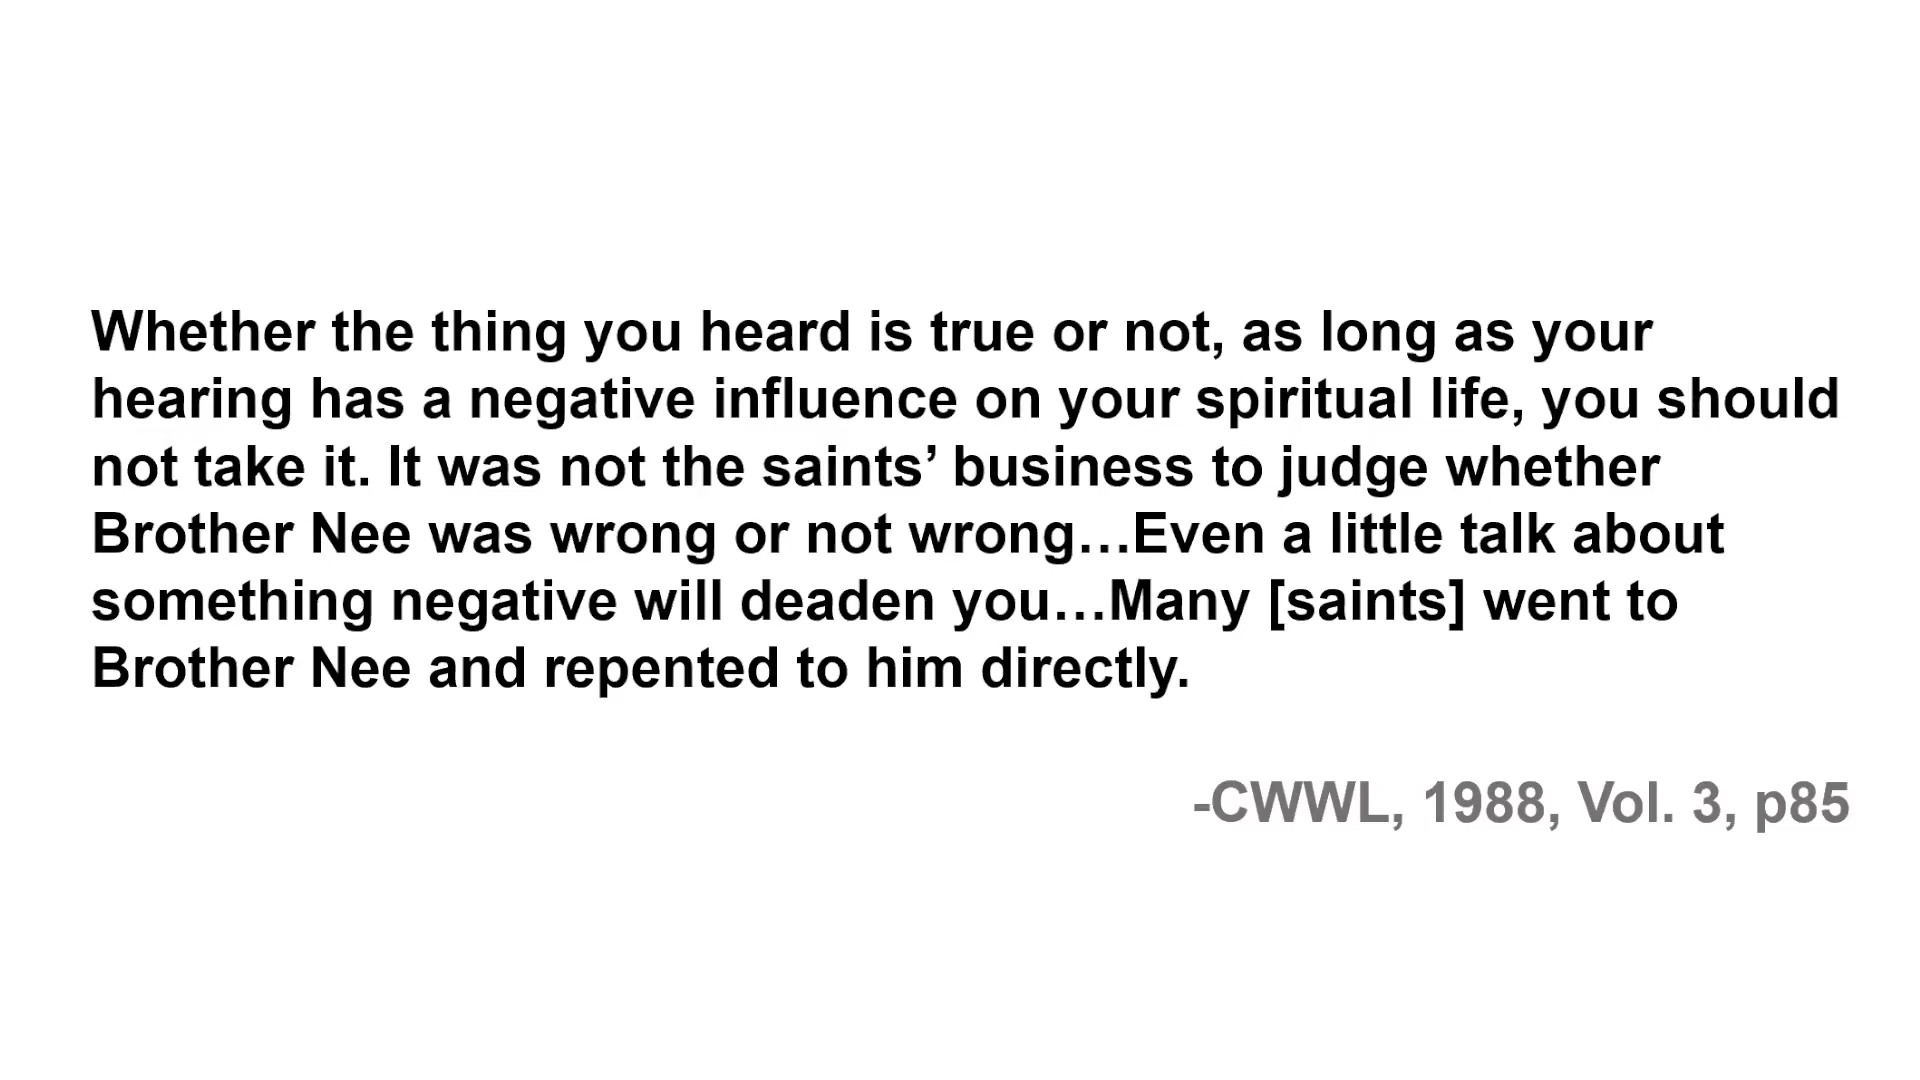 Whether the thing you heard is true or not, as long as your
hearing has a negative influence on your spiritual life, you should
not take it. It was not the saints’ business to judge whether
Brother Nee was wrong or not wrong…Even a little talk about
something negative will deaden you…Many [saints] went to
Brother Nee and repented to him directly.
-CWWL, 1988, Vol. 3, p85